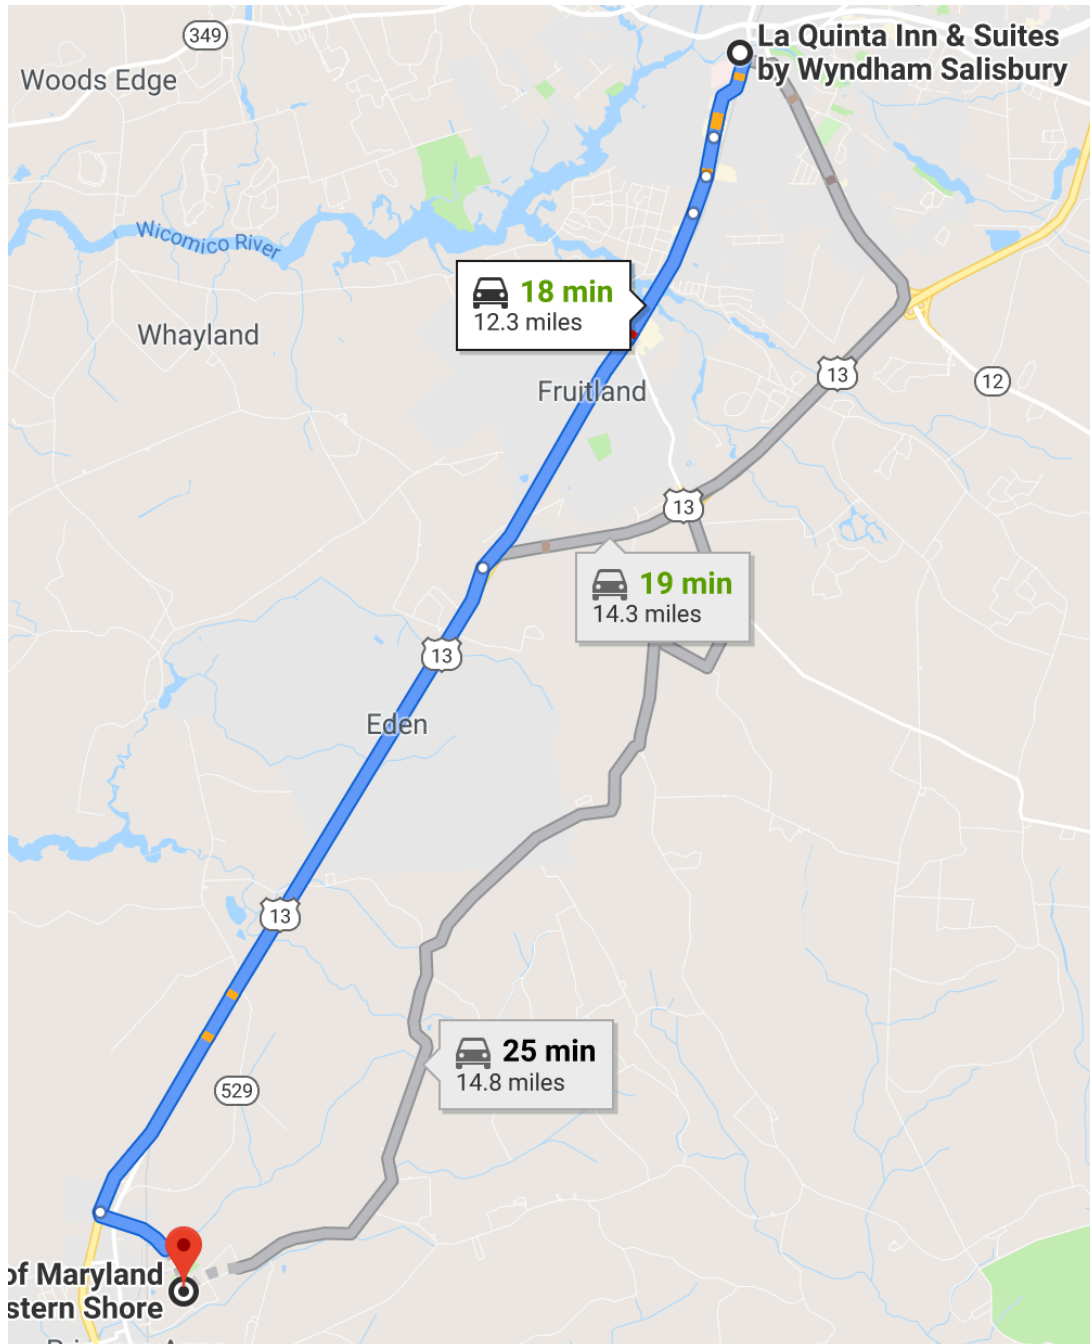 349
La Quinta Inn & Suites
by Wyndham Salisbury
Woods Edge
Wicomico River
18 min
12.3 miles
Whayland
13
12
Fruitland
13
19 min
14.3 miles
13
Eden
13
25 min
14.8 miles
529
of Maryland
stern Shore